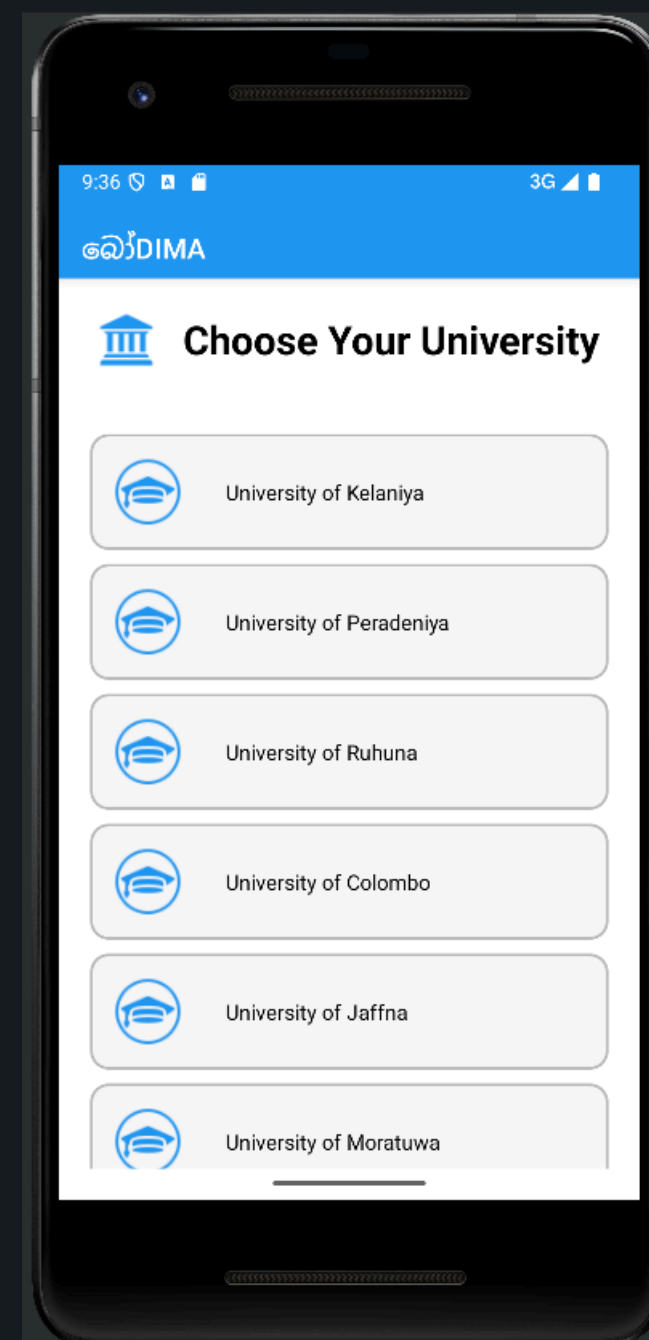 9:36
3G
බෝDIMA
Choose Your University
University of Kelaniya
University of Peradeniya
University of Ruhuna
University of Colombo
University of Jaffna
University of Moratuwa